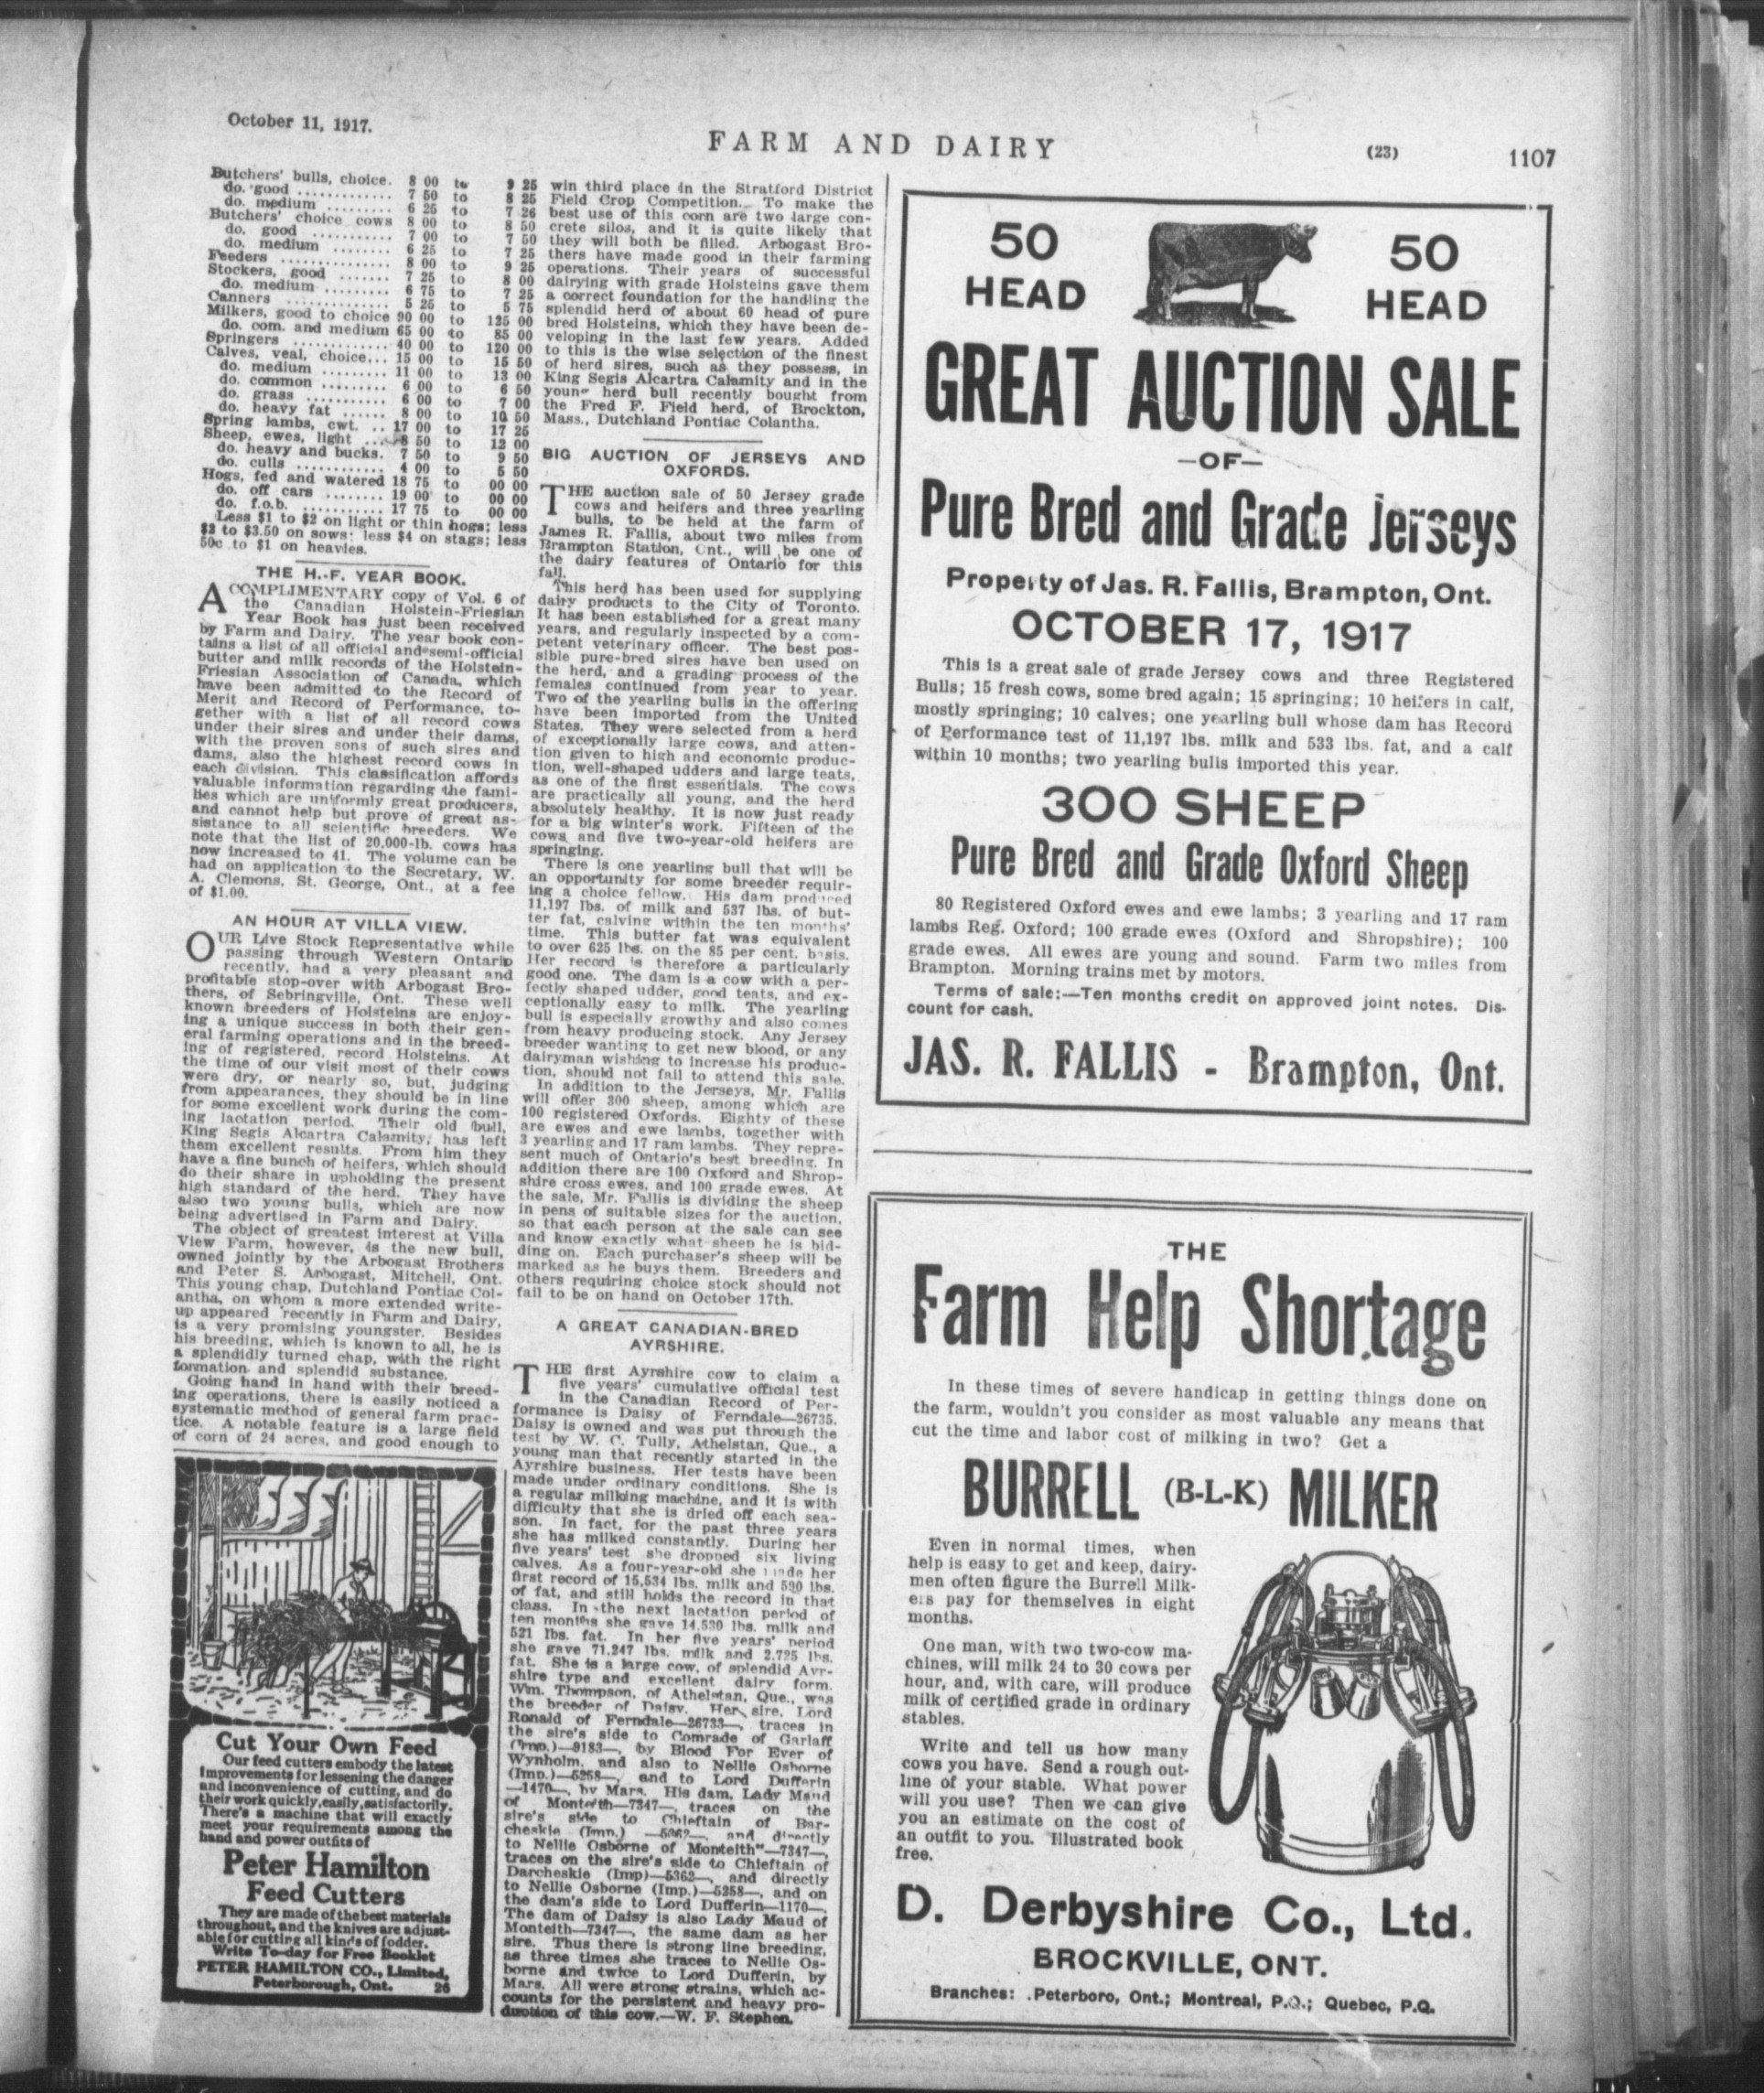 October 11, 1917.
FARM AND DAIRY
(23)
1107
Butchers' bulls, choice. 8 00 to 9 25
do. good ........... 7 50 to 8 25
do. medium ......... 6 25 to 7 26
Butchers' choice cows 8 00 to 8 50
do. good ........... 7 00 to 7 50
do. medium ........ 6 25 to 7 25
Feeders .............. 8 00 to 9 25
Stockers, good ....... 7 25 to 8 00
do. medium ......... 6 75 to 7 25
Canners ............. 5 25 to 5 75
Milkers, good to choice 90 00 to 125 00
do. com. and medium 65 00 to 85 00
Springers ............ 40 00 to 120 00
Calves, veal, choice... 15 00 to 15 50
do. medium ......... 11 00 to 13 00
do. common ......... 6 00 to 6 50
do. grass ........... 6 00 to 7 00
do. heavy fat ...... 8 00 to 10 50
Spring lambs, cwt. .. 17 00 to 17 25
Sheep, ewes, light .... 8 50 to 12 00
do. heavy and bucks. 7 50 to 9 50
do. culls ............ 4 00 to 5 50
Hogs, fed and watered 18 75 to 00 00
do. off cars ........ 19 00 to 00 00
do. f.o.b. ........... 17 75 to 00 00
Less $1 to $2 on light or thin hogs; less
$3 to $3.50 on sows; less $4 on stags; less
50c to $1 on heavies.
THE H.-F. YEAR BOOK.
A COMPLIMENTARY copy of Vol. 6 of
the Canadian Holstein-Friesian
Year Book has just been received
by Farm and Dairy. The year book con-
tains a list of all official and semi-official
butter and milk records of the Holstein-
Friesian Association of Canada, which
have been admitted to the Record of
Merit and Record of Performance, to-
gether with a list of all record cows
under their sires and under their dams,
with the proven sons of such sires and
dams, also the highest record cows in
each division. This classification affords
valuable information regarding the fami-
lies which are uniformly great producers,
and cannot help but prove of great as-
sistance to all scientific breeders. We
note that the list of 20,000-lb. cows has
now increased to 41. The volume can be
had on application to the Secretary, W.
A. Clemons, St. George, Ont., at a fee
of $1.00.
AN HOUR AT VILLA VIEW.
OUR Live Stock Representative while
passing through Western Ontario
recently, had a very pleasant and
profitable stop-over with Arbogast Bro-
thers, of Sebringville, Ont. These well
known breeders of Holsteins are enjoy-
ing a unique success in both their gen-
eral farming operations and in the breed-
ing of registered, record Holsteins. At
the time of our visit most of their cows
were dry, or nearly so, but, judging
from appearances, they should be in line
for some excellent work during the com-
ing lactation period. Their old bull,
King Segis Alcartra Calamity, has left
them excellent results. From him they
have a fine bunch of heifers, which should
do their share in upholding the present
high standard of the herd. They have
also two young bulls, which are now
being advertised in Farm and Dairy.
The object of greatest interest at Villa
View Farm, however, is the new bull,
owned jointly by the Arbogast Brothers
and Peter S. Arbogast, Mitchell, Ont.
This young chap, Dutchland Pontiac Col-
antha, on whom a more extended write-
up appeared recently in Farm and Dairy,
is a very promising youngster. Besides
his breeding, which is known to all, he is
a splendidly turned chap, with the right
formation and splendid substance.
Going hand in hand with their breed-
ing operations, there is easily noticed a
systematic method of general farm prac-
tice. A notable feature is a large field
of corn of 24 acres, and good enough to
Cut Your Own Feed
Our feed cutters embody the latest
improvements for lessening the danger
and inconvenience of cutting, and do
their work quickly, easily, satisfactorily.
There's a machine that will exactly
meet your requirements among the
hand and power outfits of
Peter Hamilton
Feed Cutters
They are made of the best materials
throughout, and the knives are adjust-
able for cutting all kinds of fodder.
Write To-day for Free Booklet
PETER HAMILTON CO., Limited,
Peterborough, Ont. 26
win third place in the Stratford District
Field Crop Competition. To make the
best use of this corn are two large con-
crete silos, and it is quite likely that
they will both be filled. Arbogast Bro-
thers have made good in their farming
operations. Their years of successful
dairying with grade Holsteins gave them
a correct foundation for the handling the
splendid herd of about 60 head of pure
bred Holsteins, which they have been de-
veloping in the last few years. Added
to this is the wise selection of the finest
of herd sires, such as they possess, in
King Segis Alcartra Calamity and in the
young herd bull recently bought from
the Fred F. Field herd, of Brockton,
Mass., Dutchland Pontiac Colantha.
BIG AUCTION OF JERSEYS AND
OXFORDS.
THE auction sale of 50 Jersey grade
cows and heifers and three yearling
bulls, to be held at the farm of
James R. Fallis, about two miles from
Brampton Station, Ont., will be one of
the dairy features of Ontario for this
fall.
This herd has been used for supplying
dairy products to the City of Toronto.
It has been established for a great many
years, and regularly inspected by a com-
petent veterinary officer. The best pos-
sible pure-bred sires have ben used on
the herd, and a grading process of the
females continued from year to year.
Two of the yearling bulls in the offering
have been imported from the United
States. They were selected from a herd
of exceptionally large cows, and atten-
tion given to high and economic produc-
tion, well-shaped udders and large teats,
as one of the first essentials. The cows
are practically all young, and the herd
absolutely healthy. It is now just ready
for a big winter's work. Fifteen of the
cows and five two-year-old heifers are
springing.
There is one yearling bull that will be
an opportunity for some breeder requir-
ing a choice fellow. His dam produced
11,197 lbs. of milk and 537 lbs. of but-
ter fat, calving within the ten months'
time. This butter fat was equivalent
to over 625 lbs. on the 85 per cent. basis.
Her record is therefore a particularly
good one. The dam is a cow with a per-
fectly shaped udder, good teats, and ex-
ceptionally easy to milk. The yearling
bull is especially growthy and also comes
from heavy producing stock. Any Jersey
breeder wanting to get new blood, or any
dairyman wishing to increase his produc-
tion, should not fail to attend this sale.
In addition to the Jerseys, Mr. Fallis
will offer 300 sheep, among which are
100 registered Oxfords. Eighty of these
are ewes and ewe lambs, together with
3 yearling and 17 ram lambs. They repre-
sent much of Ontario's best breeding. In
addition there are 100 Oxford and Shrop-
shire cross ewes, and 100 grade ewes. At
the sale, Mr. Fallis is dividing the sheep
in pens of suitable sizes for the auction,
so that each person at the sale can see
and know exactly what sheep he is bid-
ding on. Each purchaser's sheep will be
marked as he buys them. Breeders and
others requiring choice stock should not
fail to be on hand on October 17th.
A GREAT CANADIAN-BRED
AYRSHIRE.
THE first Ayrshire cow to claim a
five years' cumulative official test
in the Canadian Record of Per-
formance is Daisy of Ferndale—26735.
Daisy is owned and was put through the
test by W. C. Tully, Athelstan, Que., a
young man that recently started in the
Ayrshire business. Her tests have been
made under ordinary conditions. She is
a regular milking machine, and it is with
difficulty that she is dried off each sea-
son. In fact, for the past three years
she has milked constantly. During her
five years' test she dropped six living
calves. As a four-year-old she made her
first record of 15,534 lbs. milk and 590 lbs.
of fat, and still holds the record in that
class. In the next lactation period of
ten months she gave 14,530 lbs. milk and
521 lbs. fat. In her five years' period
she gave 71,247 lbs. milk and 2,725 lbs.
fat. She is a large cow, of splendid Ayr-
shire type and excellent dairy form.
Wm. Thompson, of Athelstan, Que., was
the breeder of Daisy. Her sire, Lord
Ronald of Ferndale—26733—, traces in
the sire's side to Comrade of Garlaff
(Imp.)—9183—, by Blood For Ever of
Wynholm, and also to Nellie Osborne
(Imp.)—5258—, and to Lord Dufferin
—1470—, by Mars. His dam, Lady Maud
of Monteith—7347—, traces on the
sire's side to Chieftain of Bar-
cheskie (Imp.) —5362—, and directly
to Nellie Osborne of Monteith"—7347—,
traces on the sire's side to Chieftain of
Darcheskie (Imp)—5362—, and directly
to Nellie Osborne (Imp.)—5258—, and on
the dam's side to Lord Dufferin—1170—.
The dam of Daisy is also Lady Maud of
Monteith—7347—, the same dam as her
sire. Thus there is strong line breeding,
as three times she traces to Nellie Os-
borne and twice to Lord Dufferin, by
Mars. All were strong strains, which ac-
counts for the persistent and heavy pro-
duction of this cow.—W. F. Stephen.
50 HEAD
50 HEAD
GREAT AUCTION SALE
—OF—
Pure Bred and Grade Jerseys
Property of Jas. R. Fallis, Brampton, Ont.
OCTOBER 17, 1917
This is a great sale of grade Jersey cows and three Registered
Bulls; 15 fresh cows, some bred again; 15 springing; 10 heifers in calf,
mostly springing; 10 calves; one yearling bull whose dam has Record
of Performance test of 11,197 lbs. milk and 533 lbs. fat, and a calf
within 10 months; two yearling bulls imported this year.
300 SHEEP
Pure Bred and Grade Oxford Sheep
80 Registered Oxford ewes and ewe lambs; 3 yearling and 17 ram
lambs Reg. Oxford; 100 grade ewes (Oxford and Shropshire); 100
grade ewes. All ewes are young and sound. Farm two miles from
Brampton. Morning trains met by motors.
Terms of sale:—Ten months credit on approved joint notes. Dis-
count for cash.
JAS. R. FALLIS - Brampton, Ont.
THE
Farm Help Shortage
In these times of severe handicap in getting things done on
the farm, wouldn't you consider as most valuable any means that
cut the time and labor cost of milking in two? Get a
BURRELL (B-L-K) MILKER
Even in normal times, when
help is easy to get and keep, dairy-
men often figure the Burrell Milk-
ers pay for themselves in eight
months.
One man, with two two-cow ma-
chines, will milk 24 to 30 cows per
hour, and, with care, will produce
milk of certified grade in ordinary
stables.
Write and tell us how many
cows you have. Send a rough out-
line of your stable. What power
will you use? Then we can give
you an estimate on the cost of
an outfit to you. Illustrated book
free.
D. Derbyshire Co., Ltd.
BROCKVILLE, ONT.
Branches: Peterboro, Ont.; Montreal, P.Q.; Quebec, P.Q.